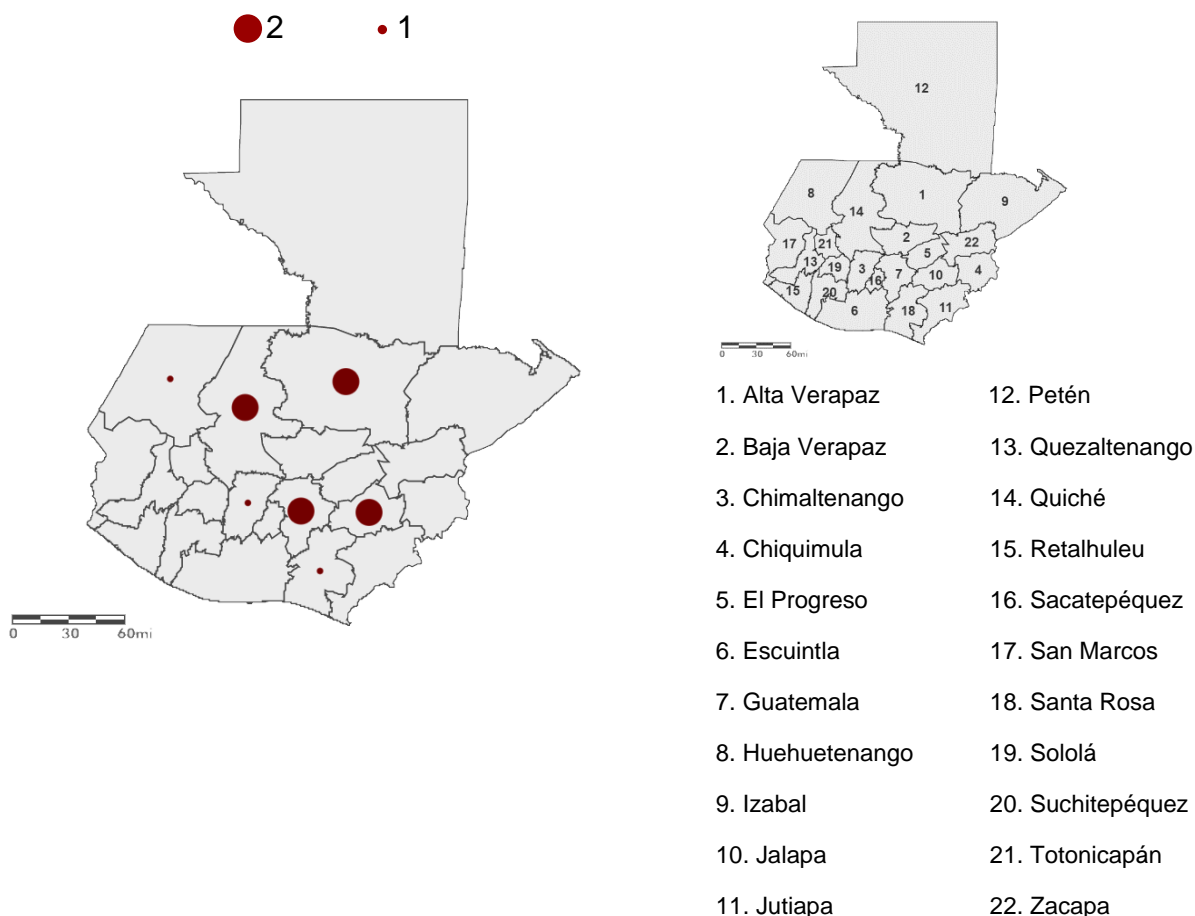 2 1
0 30 60mi
12
8
1
9
14
2
17
21
22
5
13
19
3
7
10
4
16
15
20
6
18
11
0 30 60mi
1. Alta Verapaz 12. Petén
2. Baja Verapaz 13. Quezaltenango
3. Chimaltenango 14. Quiché
4. Chiquimula 15. Retalhuleu
5. El Progreso 16. Sacatepéquez
6. Escuintla 17. San Marcos
7. Guatemala 18. Santa Rosa
8. Huehuetenango 19. Sololá
9. Izabal 20. Suchitepéquez
10. Jalapa 21. Totonicapán
11. Jutiapa 22. Zacapa